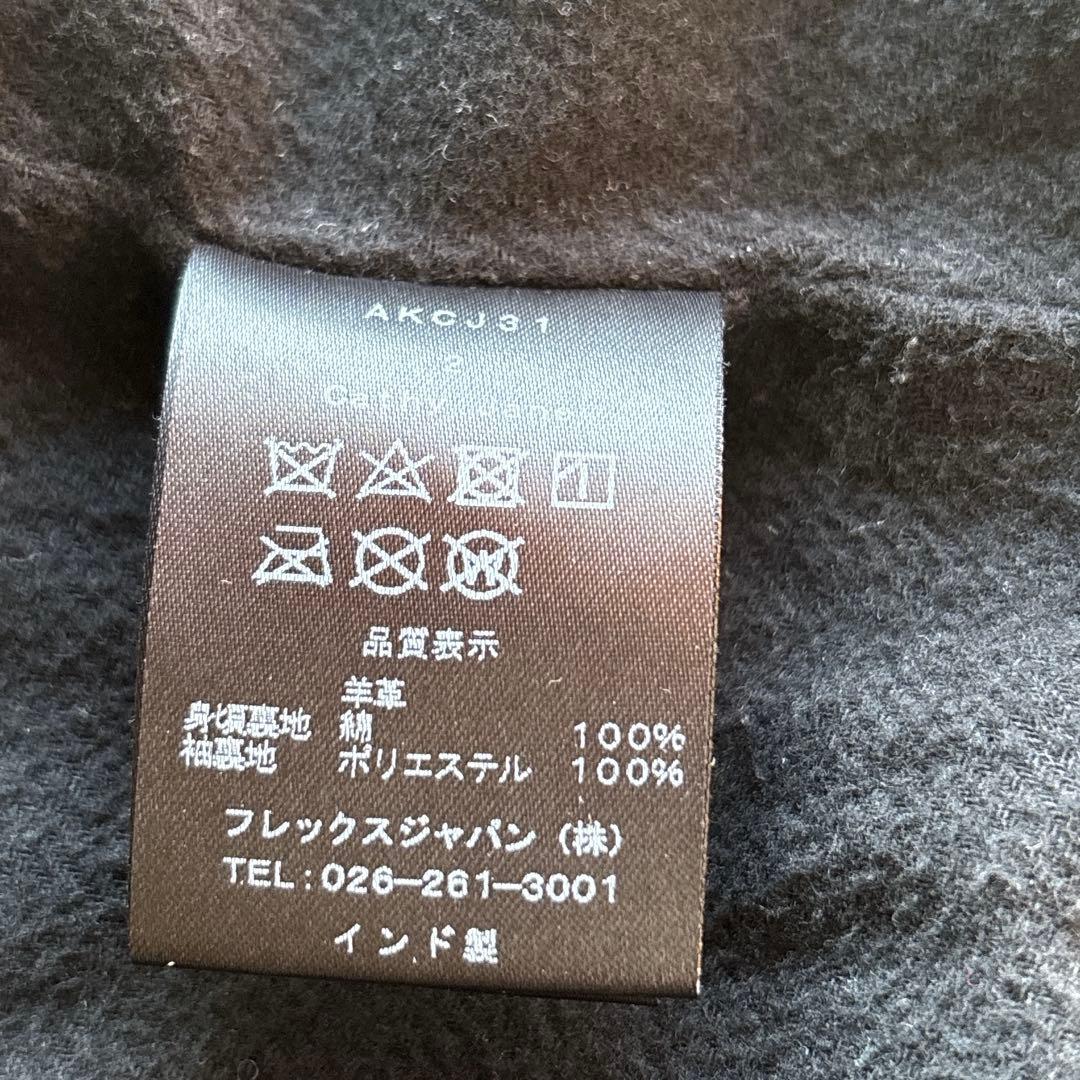 AKCJ31
2
Cathy
品質表示
羊革
身頃裏地 綿 100%
袖裏地 ポリエステル 100%
フレックスジャパン (株)
TEL:026-261-3001
インド製